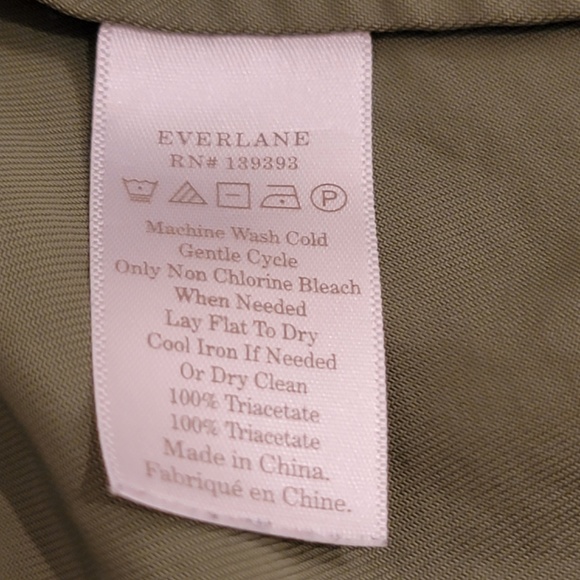 EVERLANE
RN# 139393
P
Machine Wash Cold
Gentle Cycle
Only Non Chlorine Bleach
When Needed
Lay Flat To Dry
Cool Iron If Needed
Or Dry Clean
100% Triacetate
100% Triacetate
Made in China.
Fabriqué en Chine.